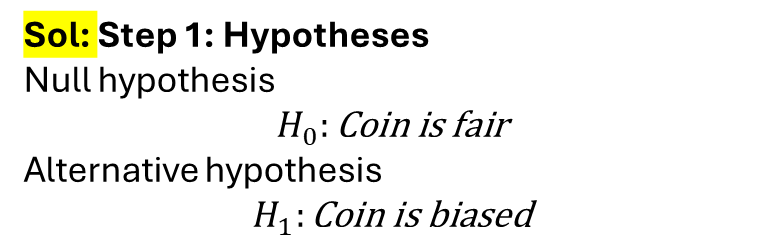 Sol: Step 1: Hypotheses
Null hypothesis
H₀: Coin is fair
Alternative hypothesis
H₁: Coin is biased